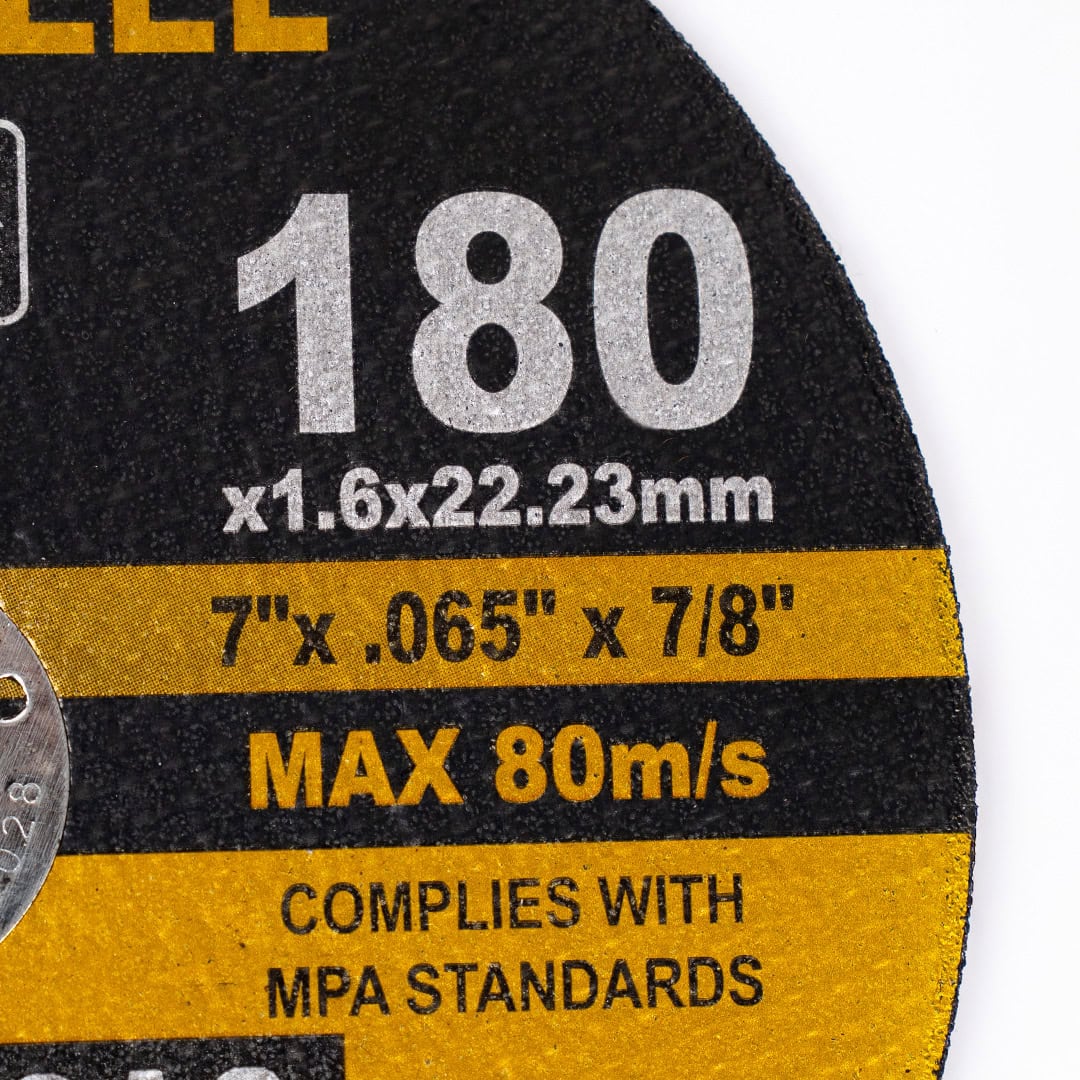 180
x1.6x22.23mm
7"x .065" x 7/8"
MAX 80m/s
COMPLIES WITH
MPA STANDARDS